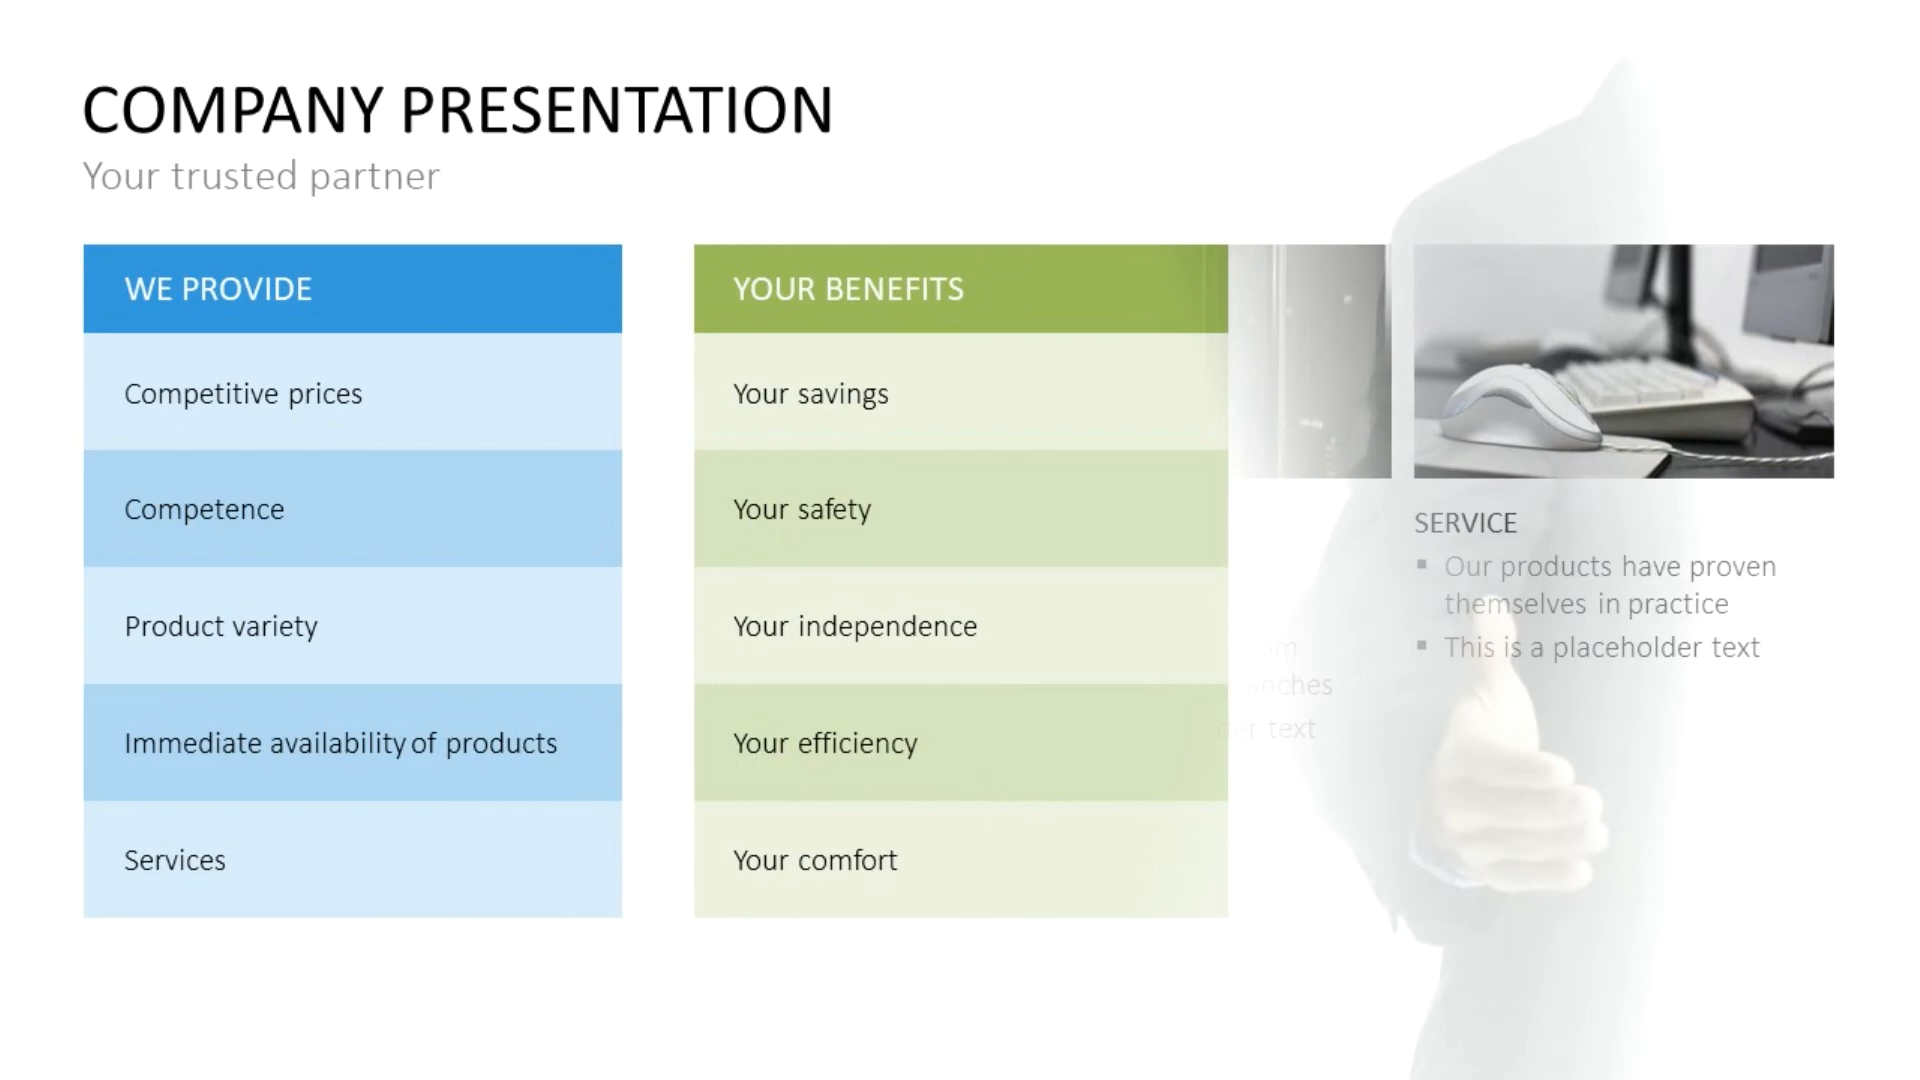 COMPANY PRESENTATION
Your trusted partner
WE PROVIDE
Competitive prices
Competence
Product variety
Immediate availability of products
Services
YOUR BENEFITS
Your savings
Your safety
Your independence
Your efficiency
Your comfort
text
SERVICE
▪ Our products have proven
themselves in practice
▪ This is a placeholder text